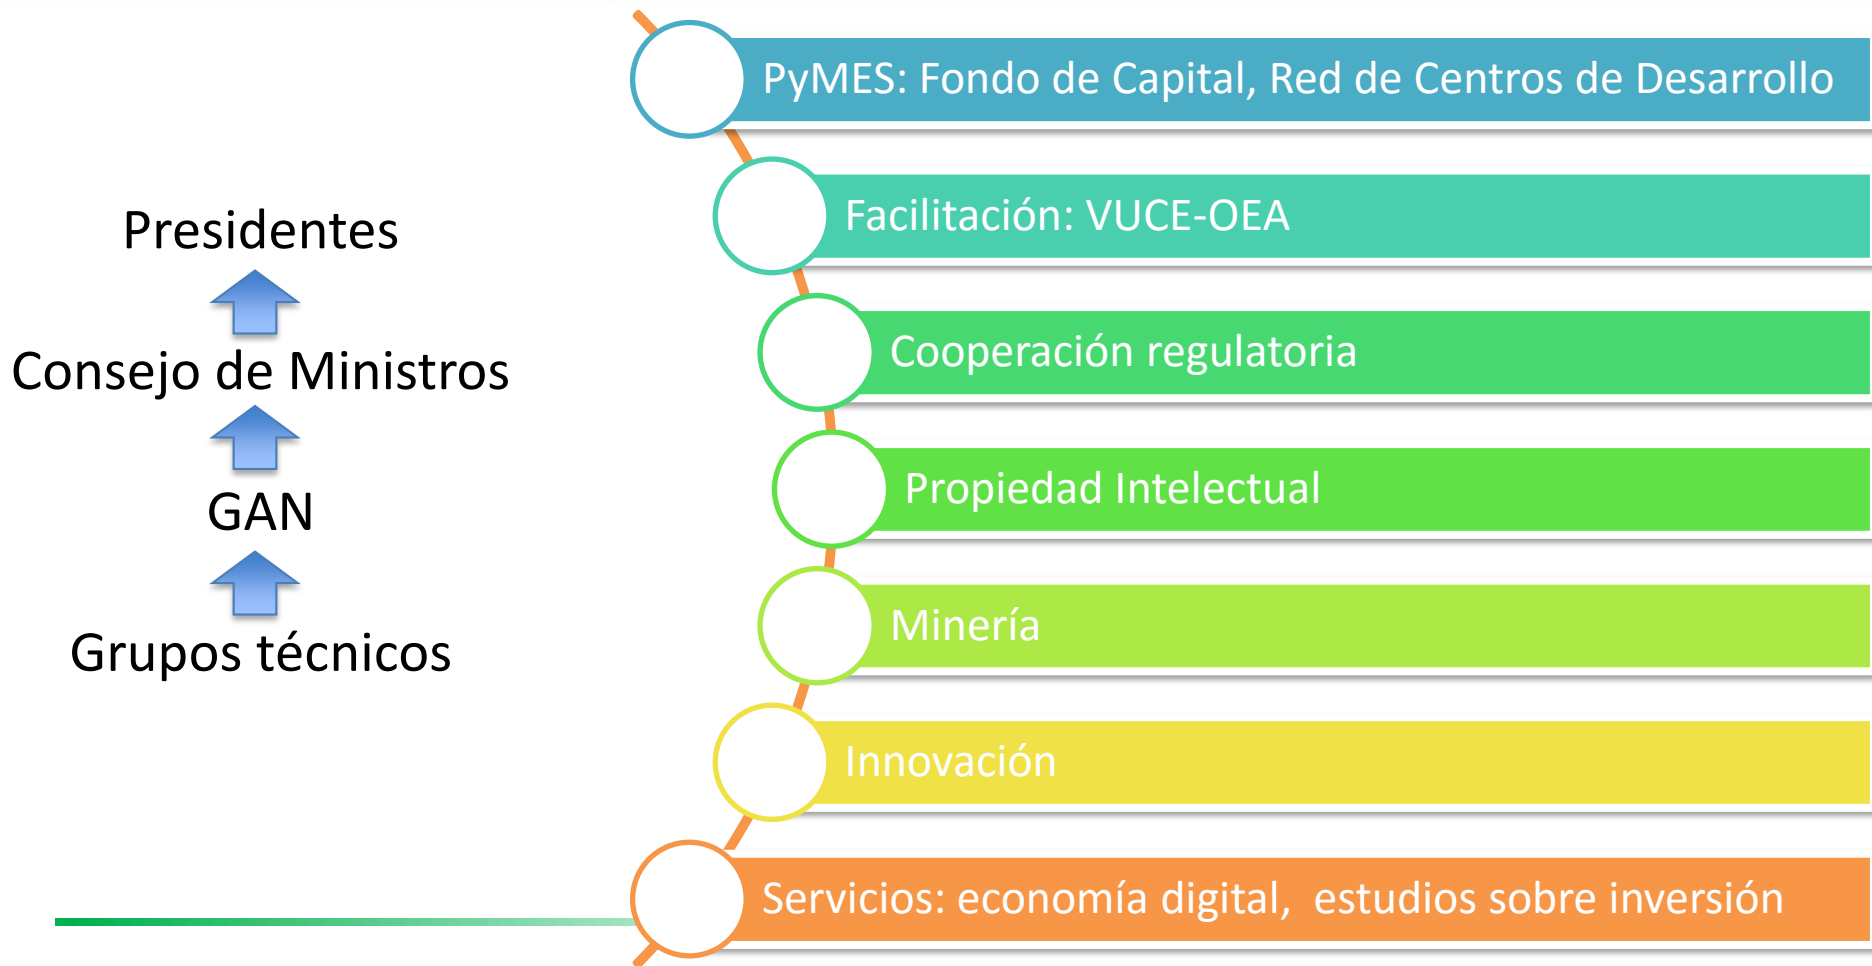 Presidentes
Consejo de Ministros
GAN
Grupos técnicos
PyMES: Fondo de Capital, Red de Centros de Desarrollo
Facilitación: VUCE-OEA
Cooperación regulatoria
Propiedad Intelectual
Minería
Innovación
Servicios: economía digital,  estudios sobre inversión